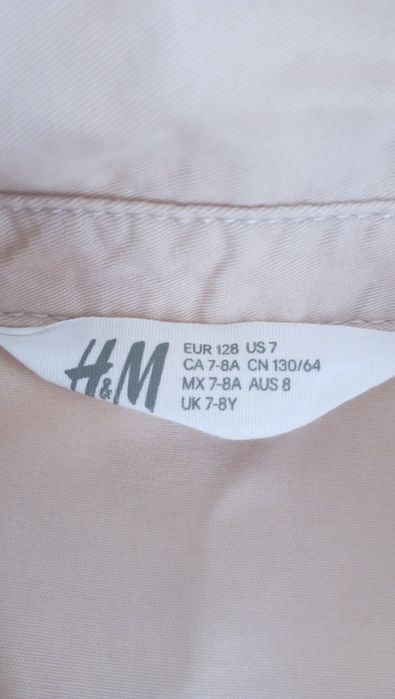 H&M
EUR 128 US 7
CA 7-8A CN 130/64
MX 7-8A AUS 8
UK 7-8Y